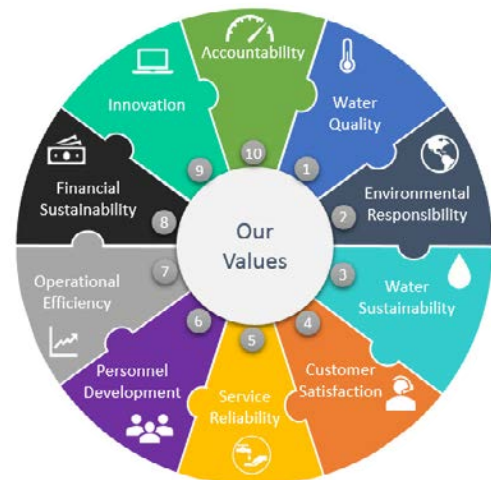 Our
Values
1
Water
Quality
2
Environmental
Responsibility
3
Water
Sustainability
4
Customer
Satisfaction
5
Service
Reliability
6
Personnel
Development
7
Operational
Efficiency
8
Financial
Sustainability
9
Innovation
10
Accountability